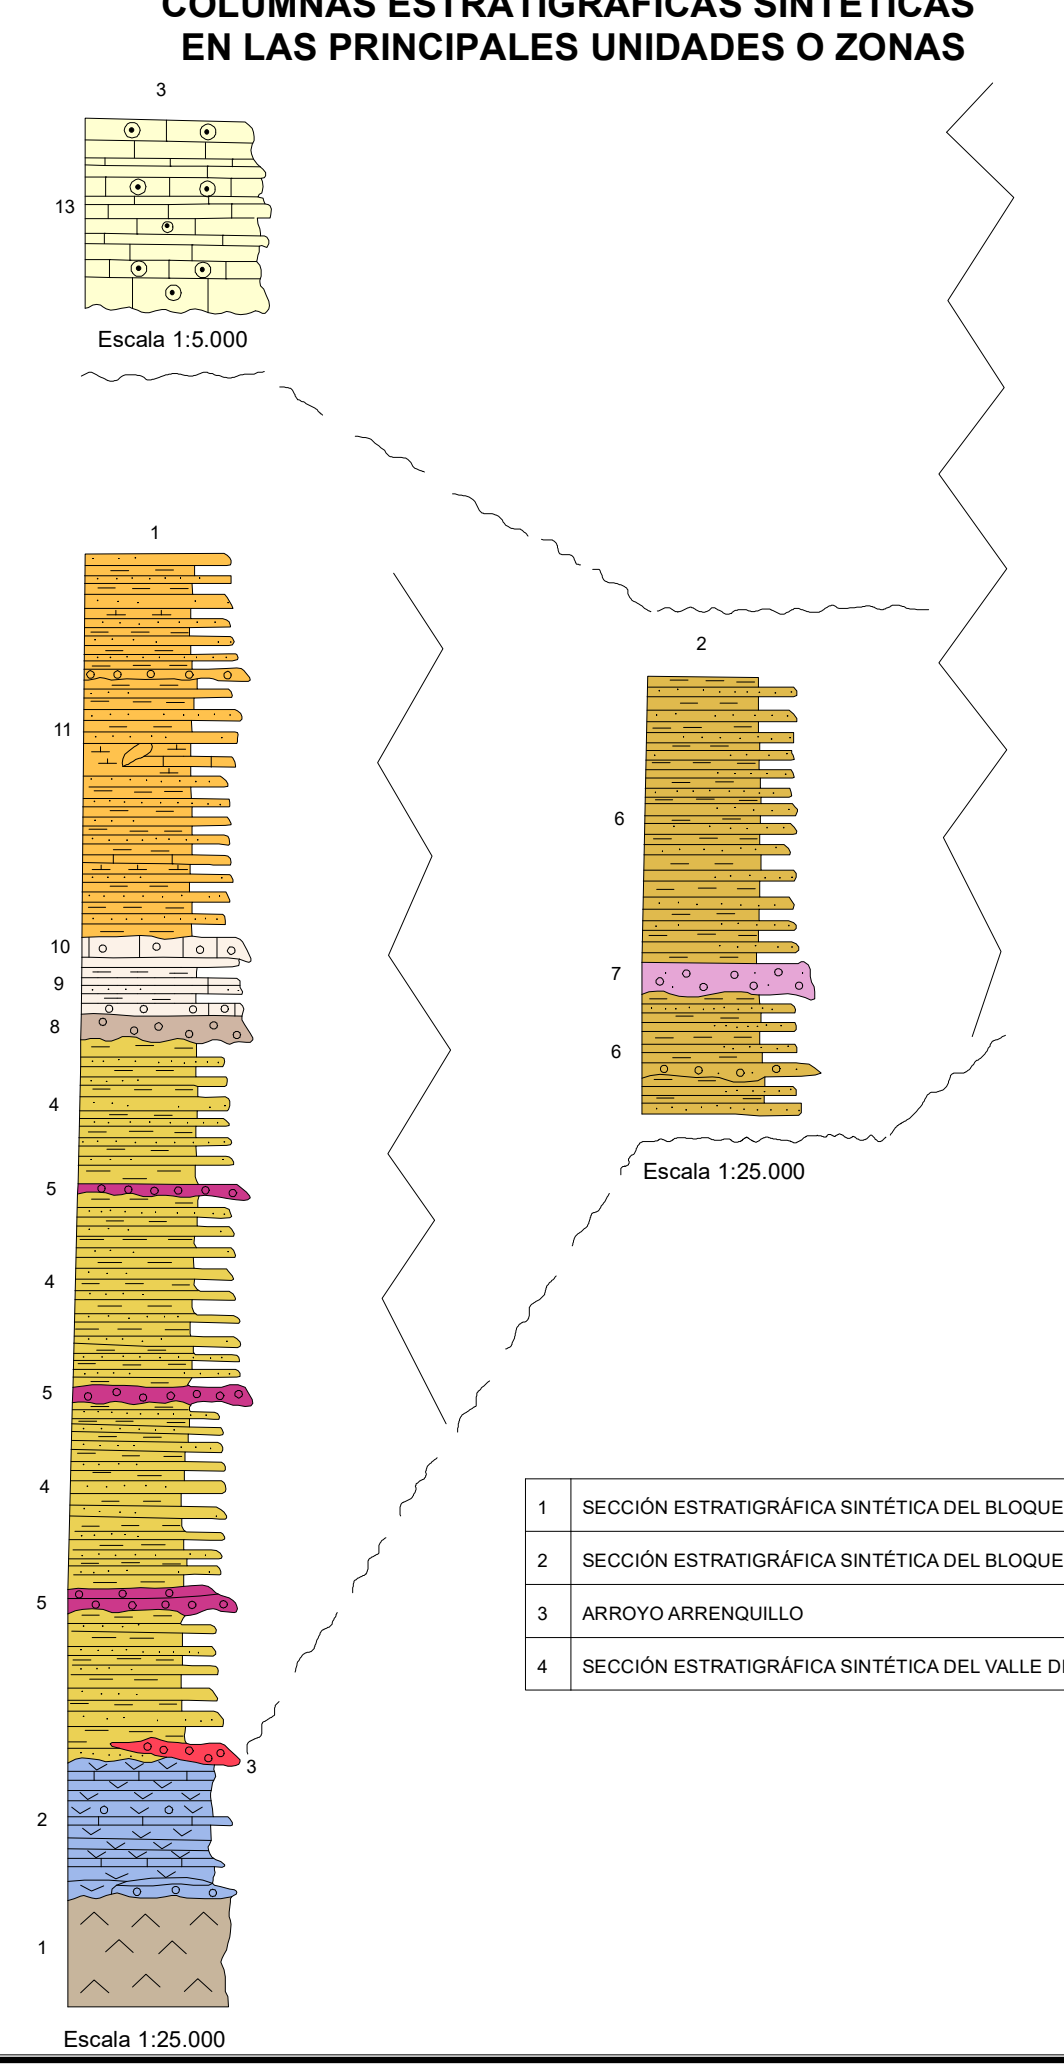 COLUMNAS ESTRATIGRÁFICAS SINTÉTICAS
EN LAS PRINCIPALES UNIDADES O ZONAS
3
13
Escala 1:5.000
1
11
10
9
8
4
5
4
5
4
5
3
2
1
Escala 1:25.000
2
6
7
6
Escala 1:25.000
1 SECCIÓN ESTRATIGRÁFICA SINTÉTICA DEL BLOQUE
2 SECCIÓN ESTRATIGRÁFICA SINTÉTICA DEL BLOQUE
3 ARROYO ARRENQUILLO
4 SECCIÓN ESTRATIGRÁFICA SINTÉTICA DEL VALLE